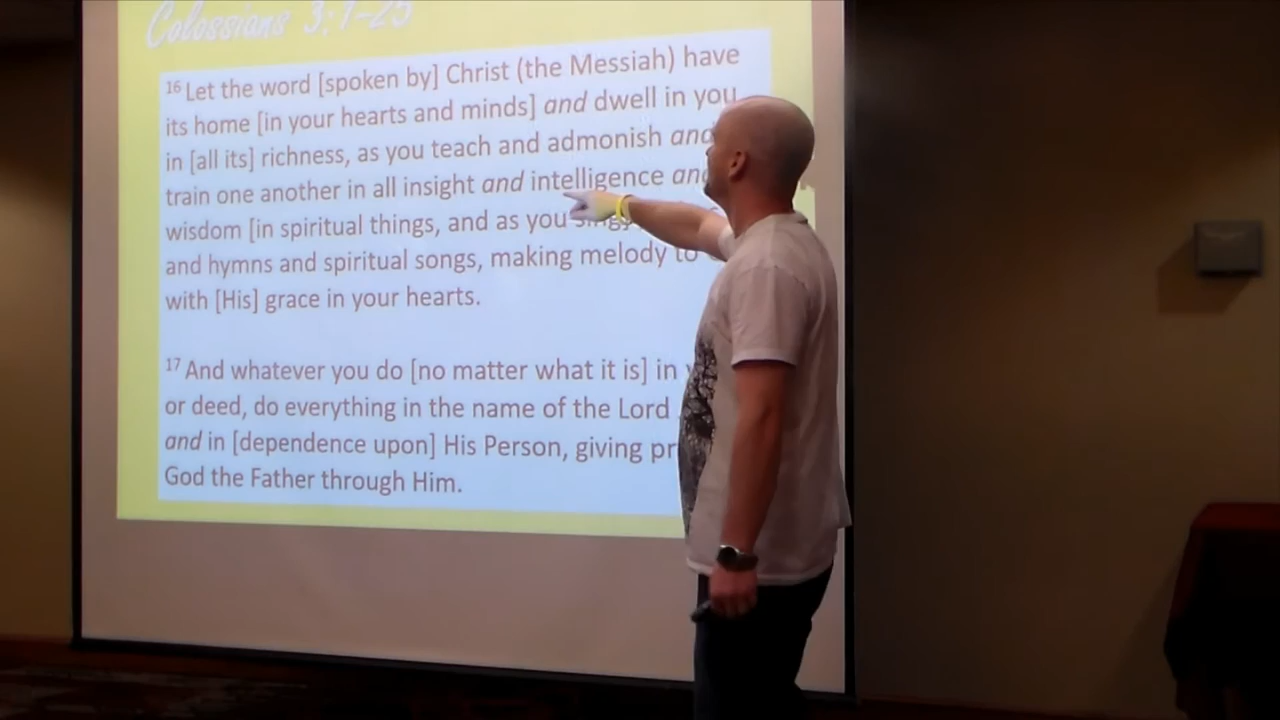 Colossians 3:1-25
16 Let the word [spoken by] Christ (the Messiah) have
its home [in your hearts and minds] and dwell in you
in [all its] richness, as you teach and admonish and
train one another in all insight and intelligence and
wisdom [in spiritual things, and as you sing
and hymns and spiritual songs, making melody to
with [His] grace in your hearts.
17 And whatever you do [no matter what it is] in
or deed, do everything in the name of the Lord
and in [dependence upon] His Person, giving
God the Father through Him.